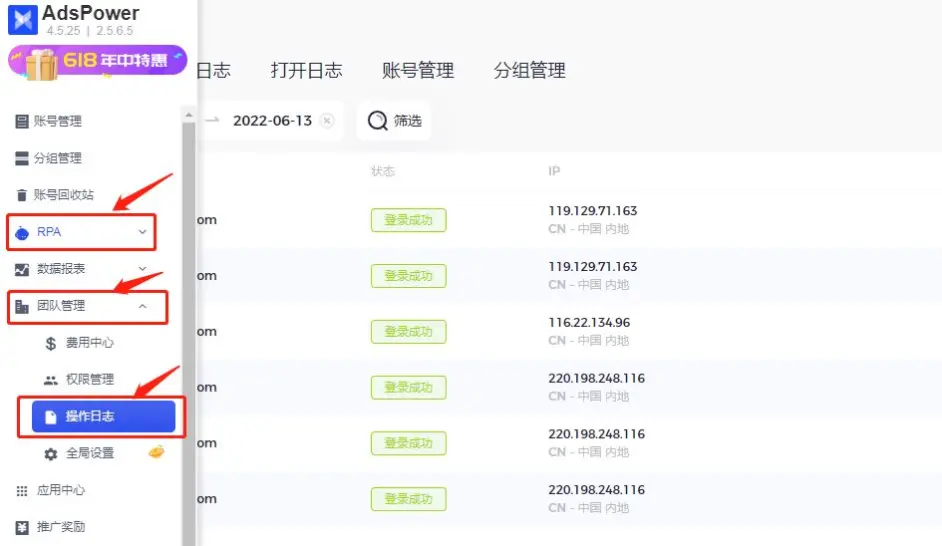 AdsPower
4.5.25 | 2.5.6.5
618 年中特惠
账号管理
分组管理
账号回收站
RPA
数据报表
团队管理
费用中心
权限管理
操作日志
全局设置
应用中心
推广奖励
日志 打开日志 账号管理 分组管理
→ 2022-06-13 筛选
状态 IP
om 登录成功 119.129.71.163
CN - 中国 内地
om 登录成功 119.129.71.163
CN - 中国 内地
om 登录成功 116.22.134.96
CN - 中国 内地
om 登录成功 220.198.248.116
CN - 中国 内地
om 登录成功 220.198.248.116
CN - 中国 内地
om 登录成功 220.198.248.116
CN - 中国 内地